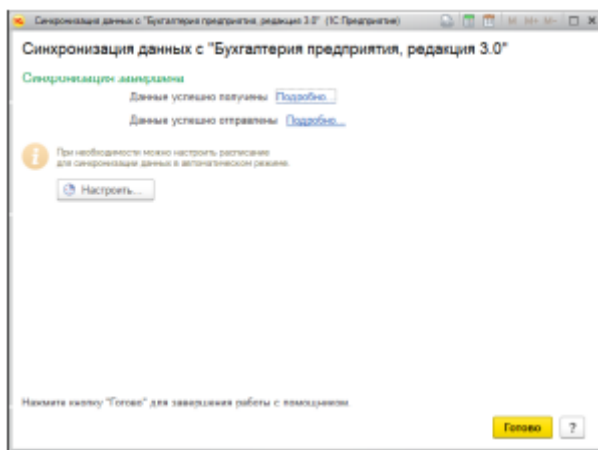 Синхронизация данных с "Бухгалтерия предприятия, редакция 3.0" (1С:Предприятие)
M M+ M-
Синхронизация данных с "Бухгалтерия предприятия, редакция 3.0"
Синхронизация завершена
Данные успешно получены Подробно...
Данные успешно отправлены Подробно...
При необходимости можно настроить расписание
для синхронизации данных в автоматическом режиме.
Настроить...
Нажмите кнопку "Готово" для завершения работы с помощником.
Готово ?